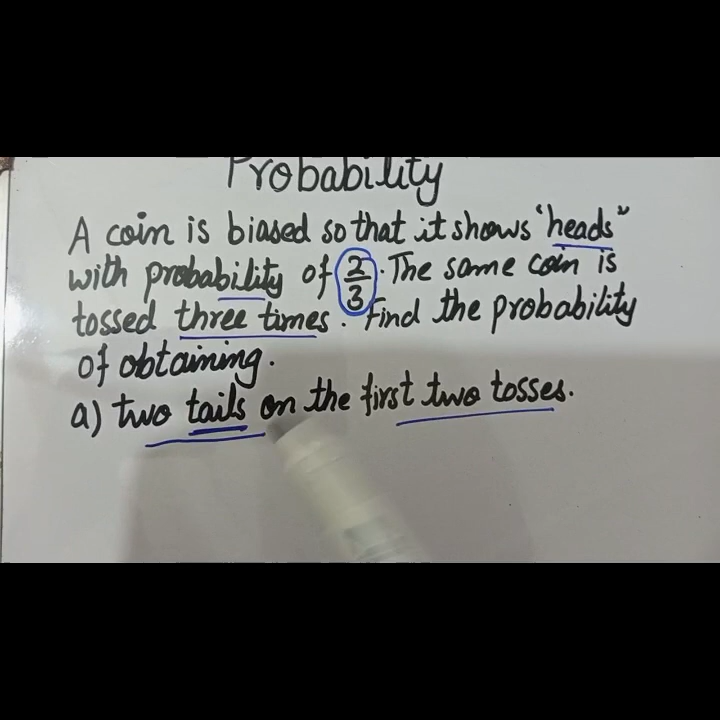 Probability
A coin is biased so that it shows "heads"
with probability of 2/3. The same coin is
tossed three times. Find the probability
of obtaining.
a) two tails on the first two tosses.